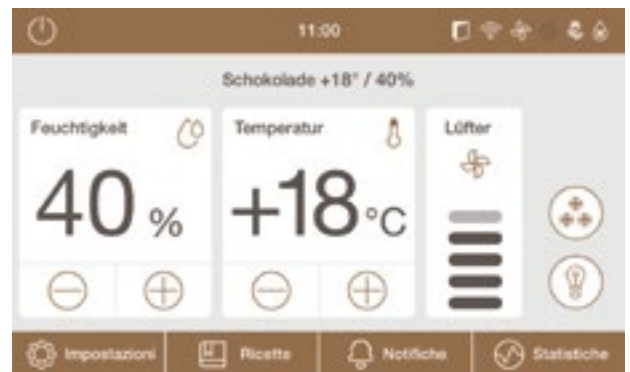 11:00
Schokolade +18° / 40%
Feuchtigkeit
Temperatur
Lüfter
40 %
+18 °C
Impostazioni
Ricette
Notifiche
Statistiche